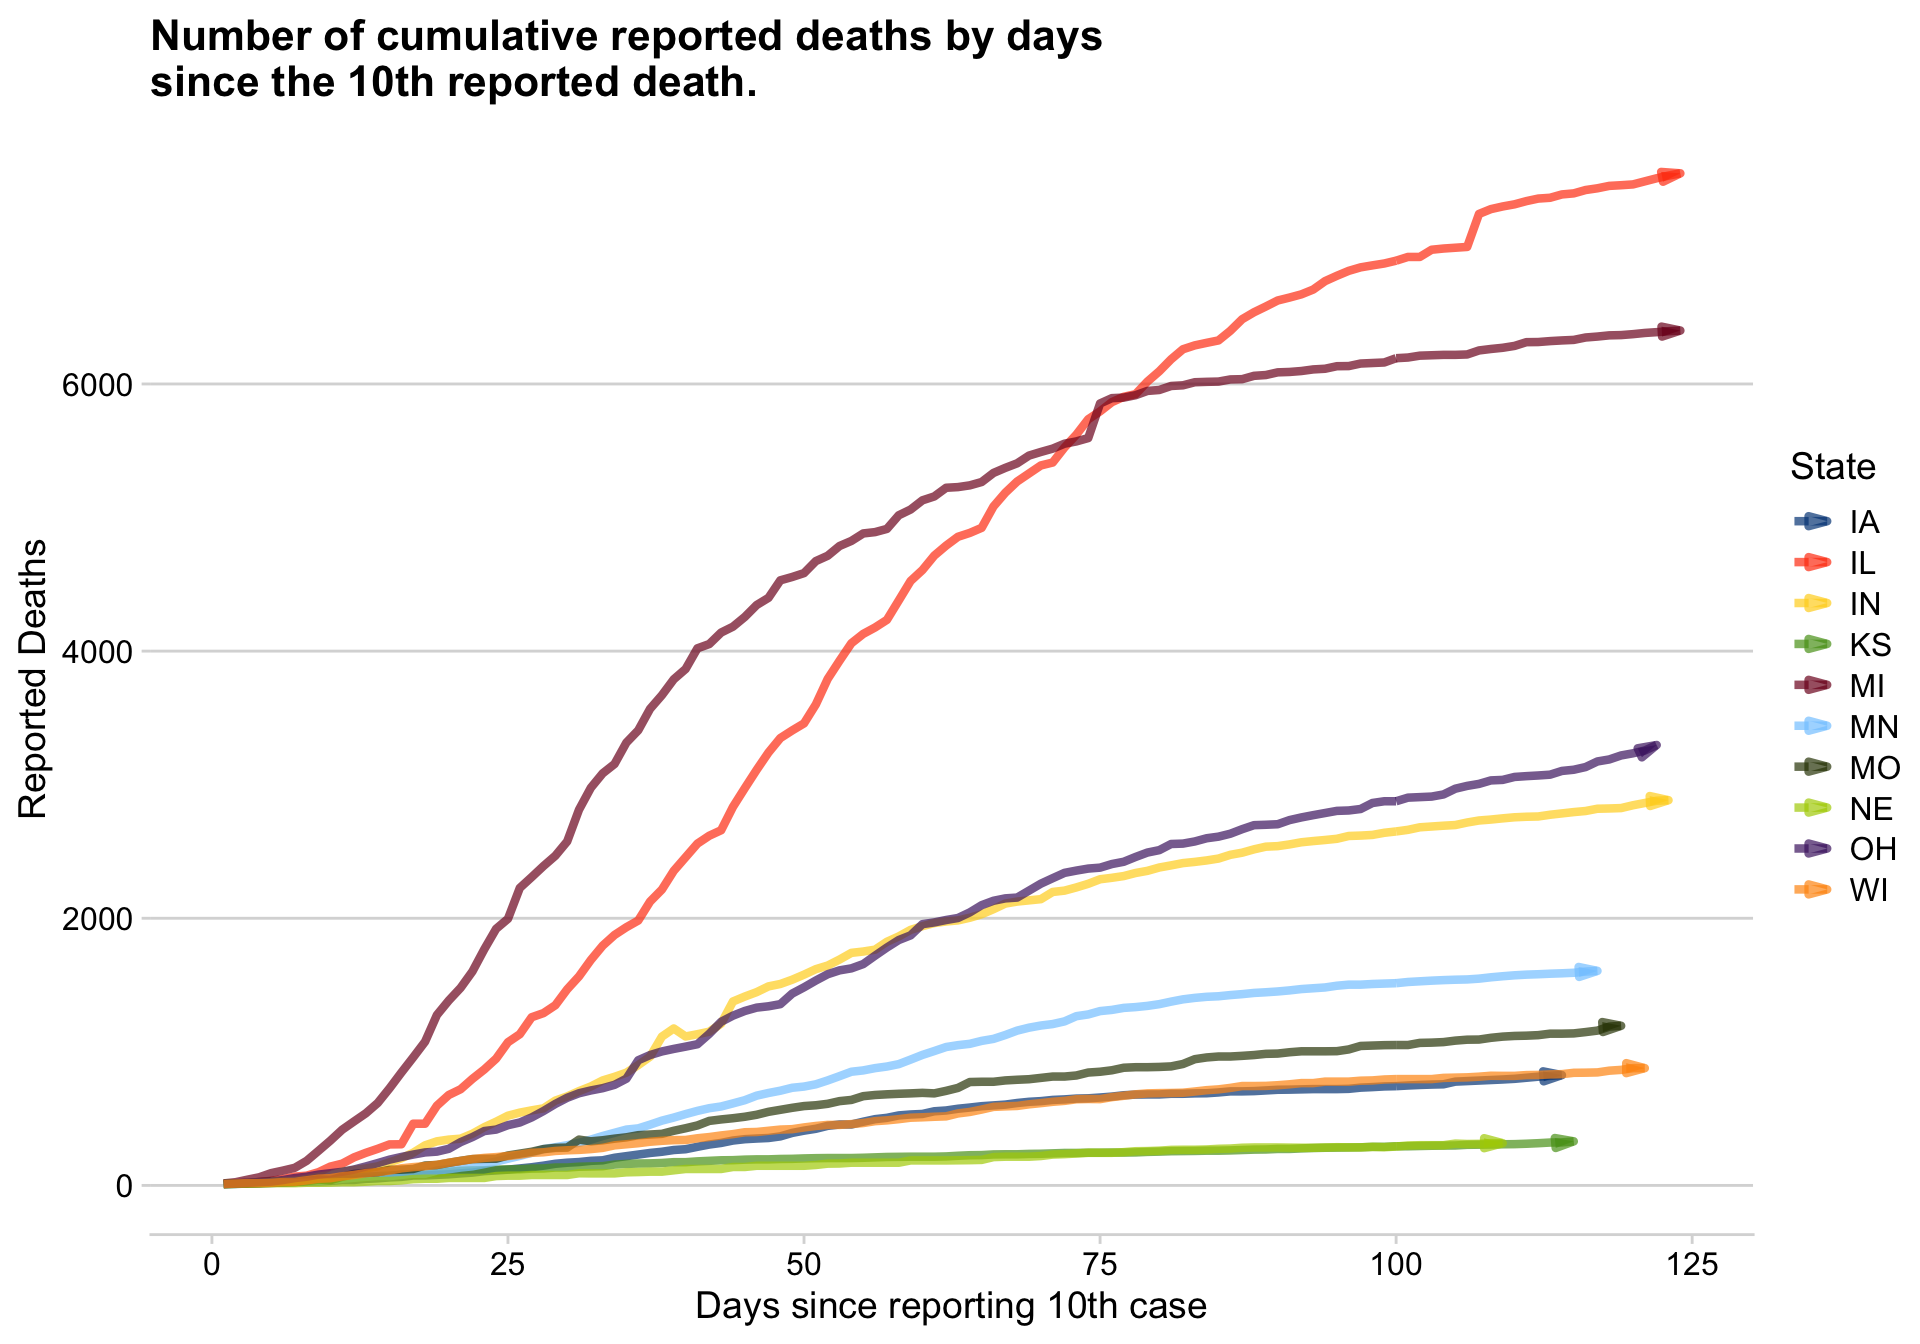 Number of cumulative reported deaths by days
since the 10th reported death.
Reported Deaths
6000
4000
2000
0
0 25 50 75 100 125
Days since reporting 10th case
State
IA
IL
IN
KS
MI
MN
MO
NE
OH
WI